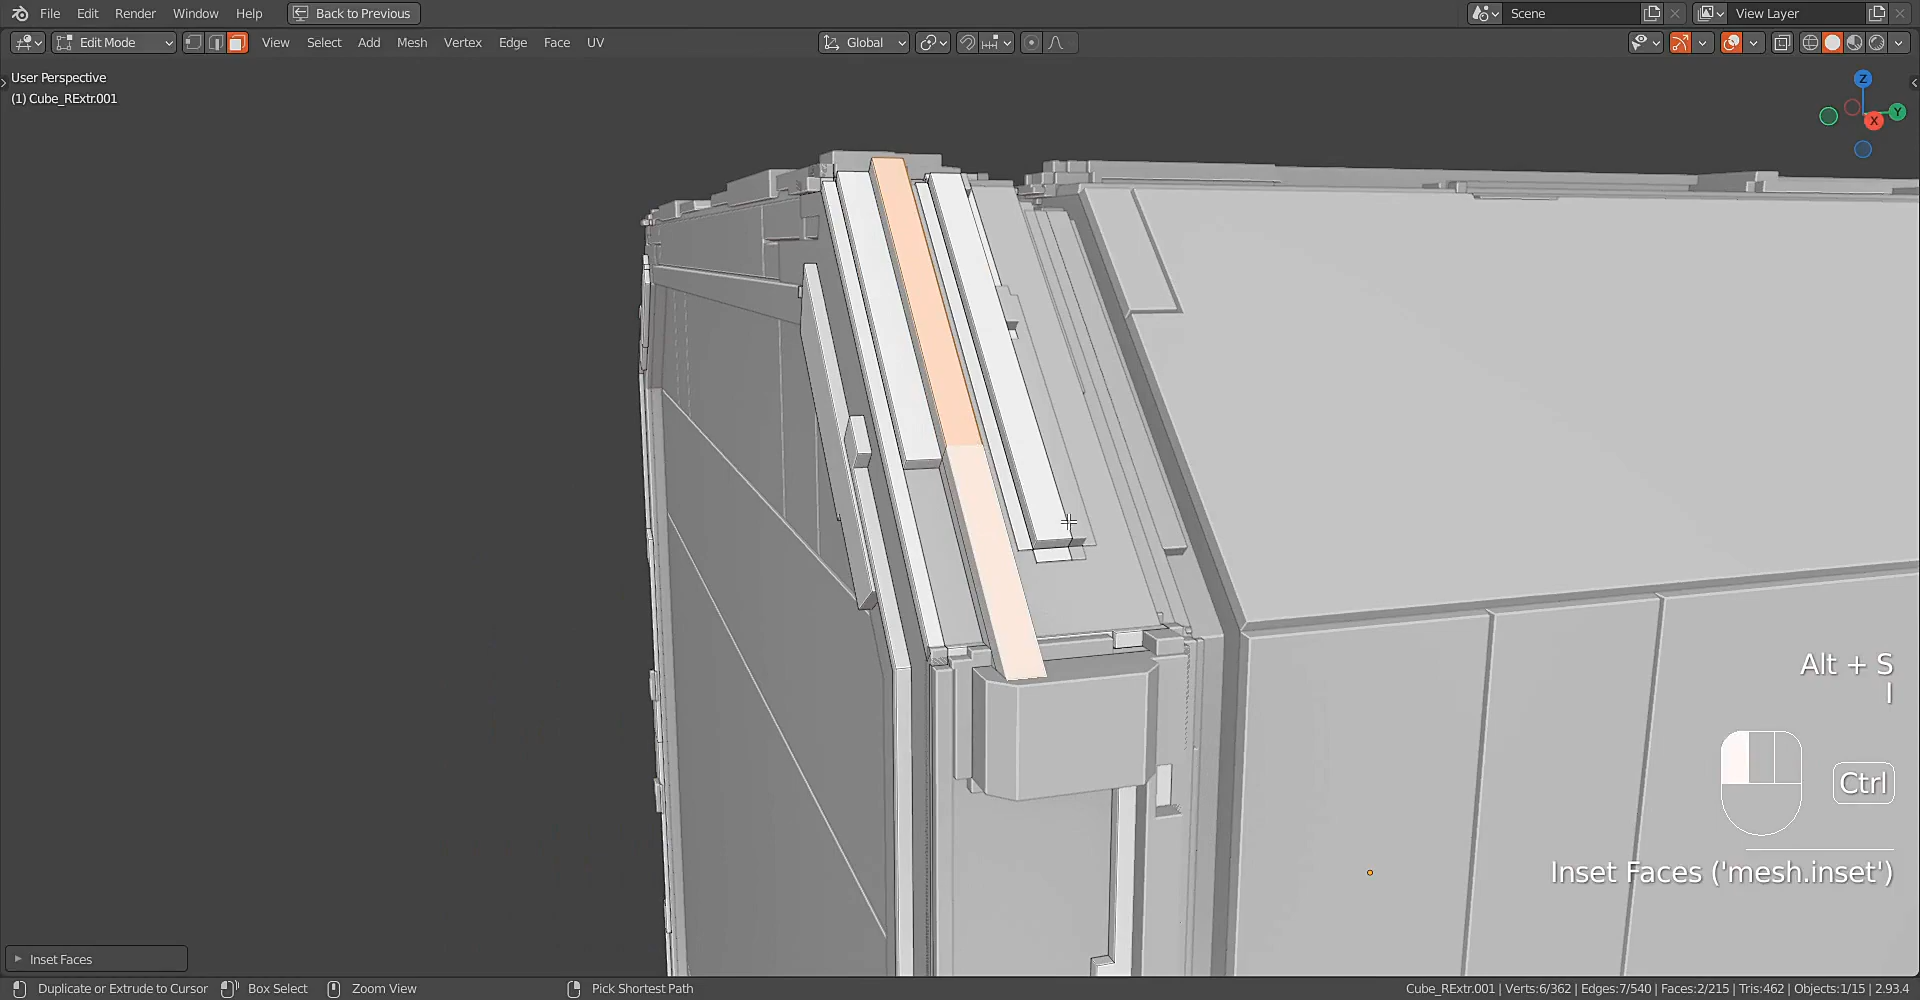 File Edit Render Window Help Back to Previous Scene View Layer
Edit Mode View Select Add Mesh Vertex Edge Face UV Global
User Perspective
(1) Cube_RExtr.001
Z
Y
X
Alt + S
I
Ctrl
Inset Faces ('mesh.inset')
Inset Faces
Duplicate or Extrude to Cursor Box Select Zoom View Pick Shortest Path Cube_RExtr.001 | Verts:6/362 | Edges:7/540 | Faces:2/215 | Tris:462 | Objects:1/15 | 2.93.4